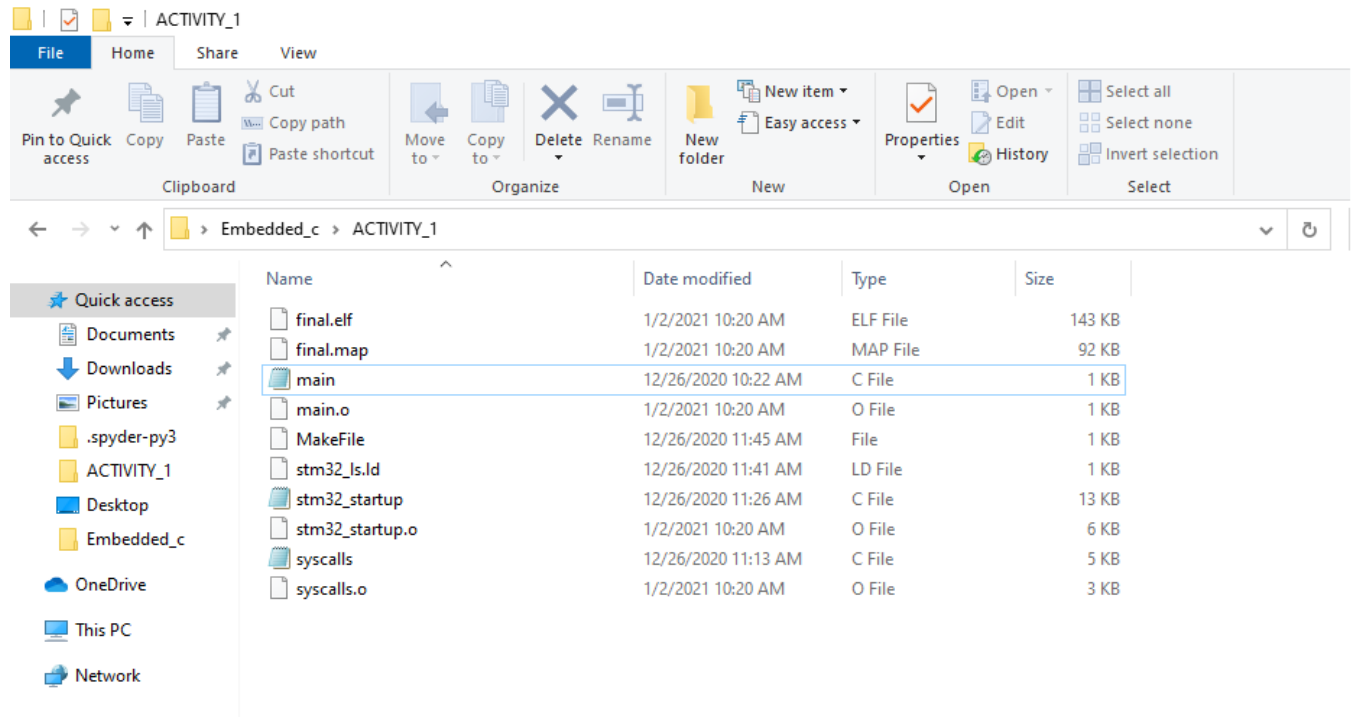 ACTIVITY_1
File Home Share View
Pin to Quick access
Copy
Paste
Cut
Copy path
Paste shortcut
Clipboard
Move to
Copy to
Delete
Rename
Organize
New folder
New item
Easy access
New
Properties
Open
Edit
History
Open
Select all
Select none
Invert selection
Select
Embedded_c > ACTIVITY_1
Quick access
Documents
Downloads
Pictures
.spyder-py3
ACTIVITY_1
Desktop
Embedded_c
OneDrive
This PC
Network
Name Date modified Type Size
final.elf 1/2/2021 10:20 AM ELF File 143 KB
final.map 1/2/2021 10:20 AM MAP File 92 KB
main 12/26/2020 10:22 AM C File 1 KB
main.o 1/2/2021 10:20 AM O File 1 KB
MakeFile 12/26/2020 11:45 AM File 1 KB
stm32_ls.ld 12/26/2020 11:41 AM LD File 1 KB
stm32_startup 12/26/2020 11:26 AM C File 13 KB
stm32_startup.o 1/2/2021 10:20 AM O File 6 KB
syscalls 12/26/2020 11:13 AM C File 5 KB
syscalls.o 1/2/2021 10:20 AM O File 3 KB